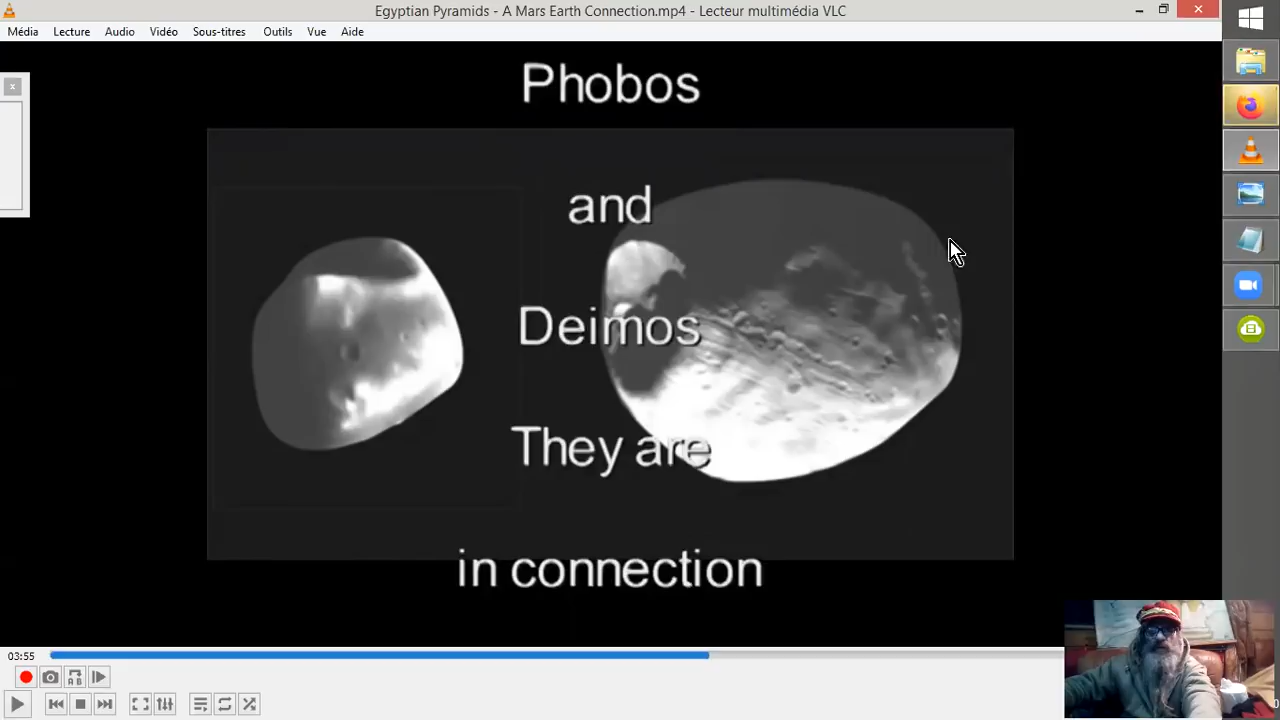 Egyptian Pyramids - A Mars Earth Connection.mp4 - Lecteur multimédia VLC
Média Lecture Audio Vidéo Sous-titres Outils Vue Aide
x
Phobos
and
Deimos
They are
in connection
03:55
A B